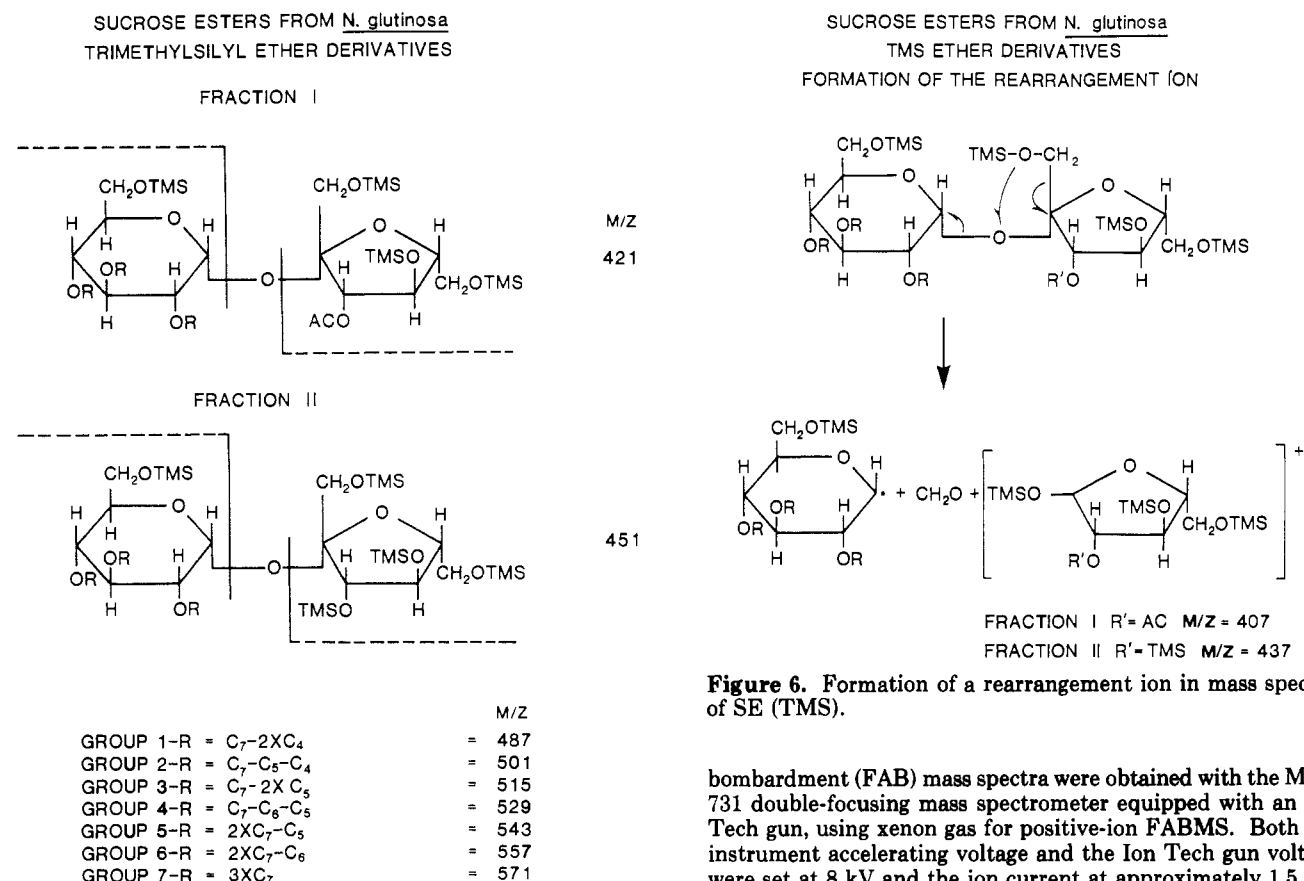 SUCROSE ESTERS FROM N. glutinosa
TRIMETHYLSILYL ETHER DERIVATIVES
FRACTION I
CH₂OTMS
CH₂OTMS
H
O
H
H
O
H
M/Z
421
H
OR
H
H
TMSO
OR
O
CH₂OTMS
H
OR
ACO
H
FRACTION II
CH₂OTMS
CH₂OTMS
H
O
H
O
H
H
OR
H
H
TMSO
451
OR
O
CH₂OTMS
H
OR
TMSO
H
M/Z
GROUP 1-R = C₇-2XC₄ = 487
GROUP 2-R = C₇-C₅-C₄ = 501
GROUP 3-R = C₇-2XC₅ = 515
GROUP 4-R = C₇-C₆-C₅ = 529
GROUP 5-R = 2XC₇-C₅ = 543
GROUP 6-R = 2XC₇-C₆ = 557
GROUP 7-R = 3XC₇ = 571
SUCROSE ESTERS FROM N. glutinosa
TMS ETHER DERIVATIVES
FORMATION OF THE REARRANGEMENT ION
CH₂OTMS
TMS-O-CH₂
H
H
O
H
O
H
OR
H
TMSO
OR
O
H
CH₂OTMS
H
OR
R'O
H
CH₂OTMS
H
O
H
O
H
+
OR
H
· + CH₂O +
TMSO
H
TMSO
OR
CH₂OTMS
H
OR
R'O
H
FRACTION I R'= AC M/Z = 407
FRACTION II R'= TMS M/Z = 437
Figure 6. Formation of a rearrangement ion in mass spec
of SE (TMS).
bombardment (FAB) mass spectra were obtained with the M
731 double-focusing mass spectrometer equipped with an
Tech gun, using xenon gas for positive-ion FABMS. Both
instrument accelerating voltage and the Ion Tech gun volt
were set at 8 kV and the ion current at approximately 1.5